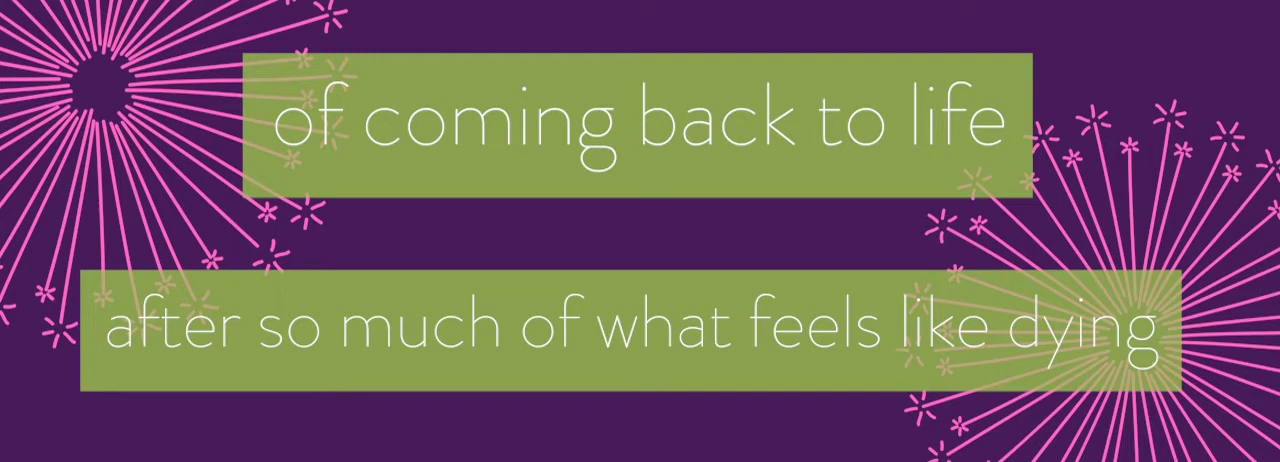 of coming back to life
after so much of what feels like dying